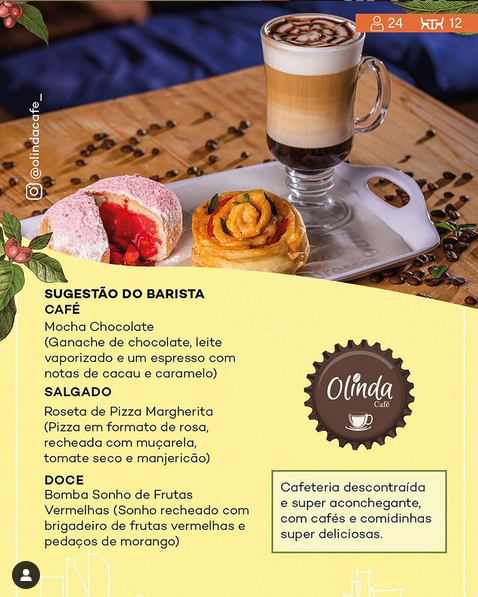 24 12
@olindacafe_
SUGESTÃO DO BARISTA
CAFÉ
Mocha Chocolate
(Ganache de chocolate, leite
vaporizado e um espresso com
notas de cacau e caramelo)
SALGADO
Roseta de Pizza Margherita
(Pizza em formato de rosa,
recheada com muçarela,
tomate seco e manjericão)
DOCE
Bomba Sonho de Frutas
Vermelhas (Sonho recheado com
brigadeiro de frutas vermelhas e
pedaços de morango)
Olinda
Café
Cafeteria descontraída
e super aconchegante,
com cafés e comidinhas
super deliciosas.